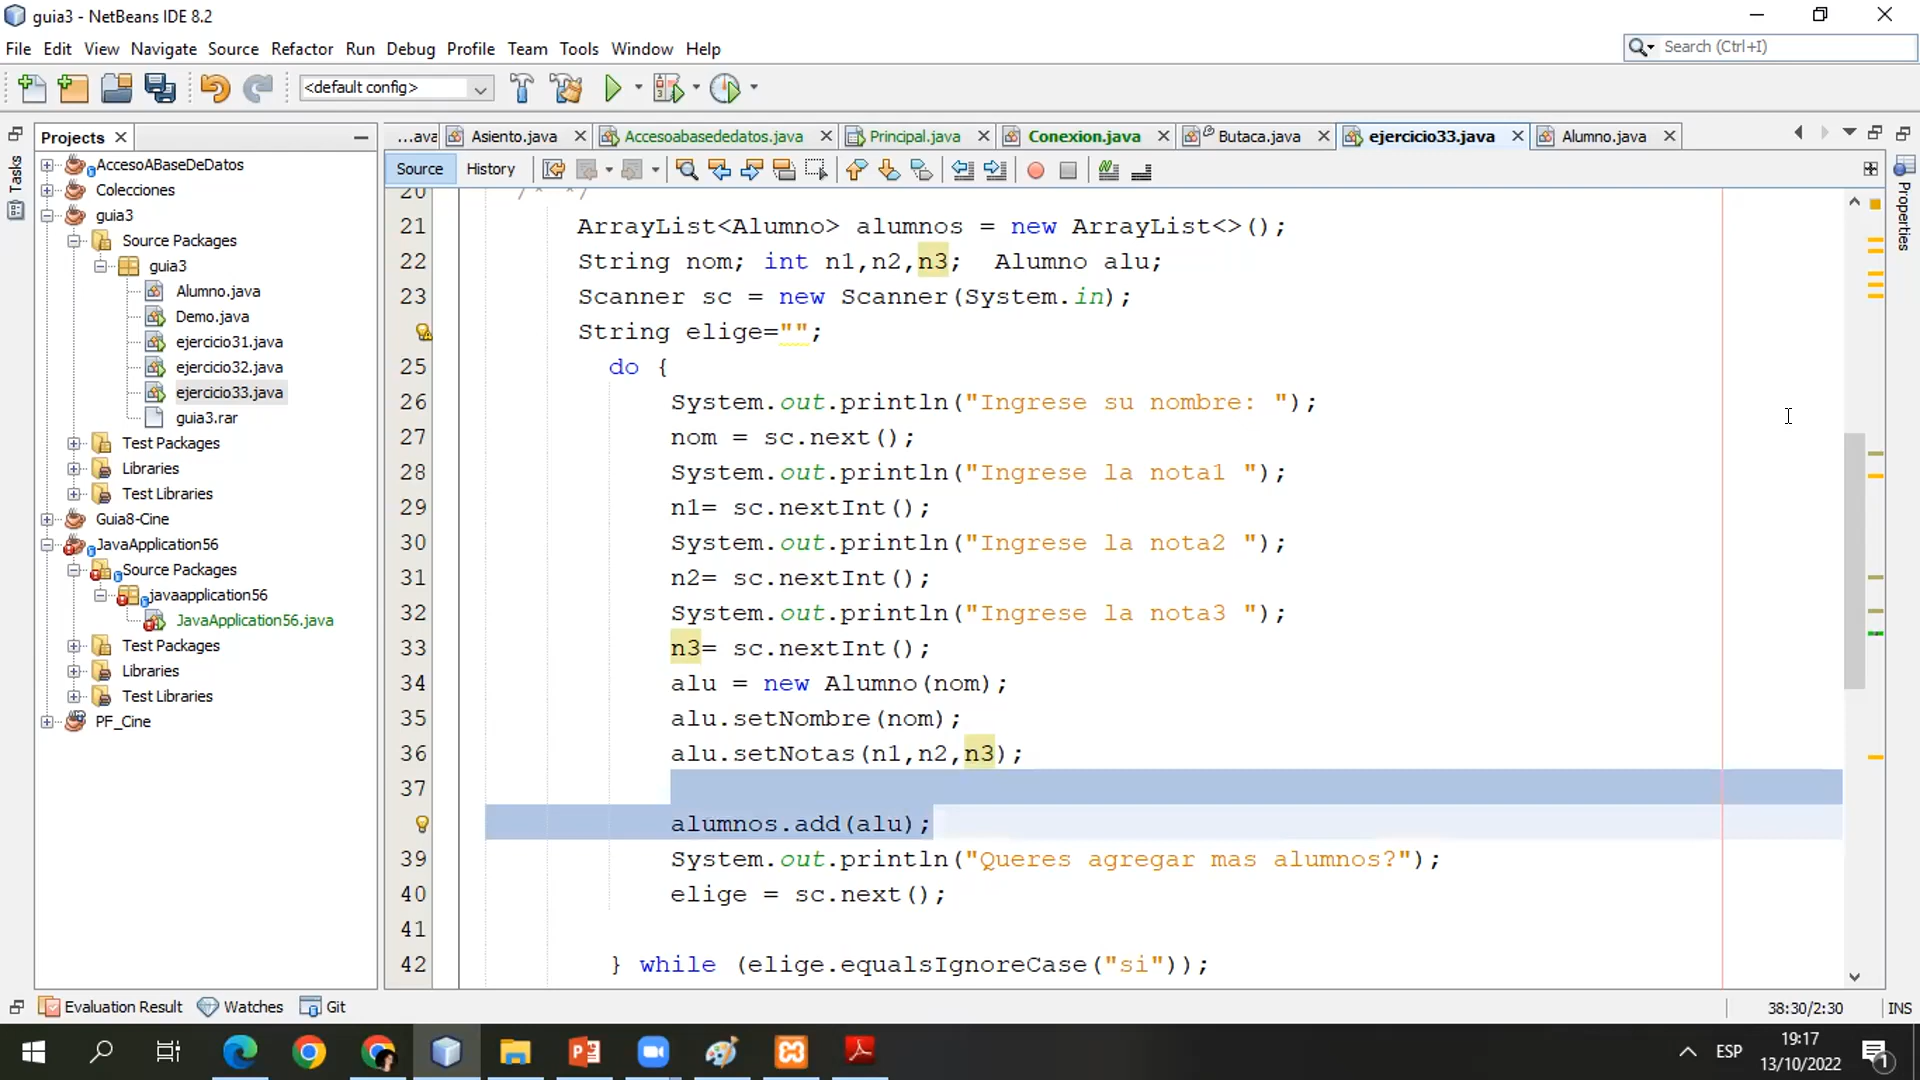 guia3 - NetBeans IDE 8.2
File Edit View Navigate Source Refactor Run Debug Profile Team Tools Window Help
Search (Ctrl+I)
<default config>
Projects
...ava Asiento.java Accesoabasededatos.java Principal.java Conexion.java Butaca.java ejercicio33.java Alumno.java
Source History
Tasks
Properties
AccesoABaseDeDatos
Colecciones
guia3
Source Packages
guia3
Alumno.java
Demo.java
ejercicio31.java
ejercicio32.java
ejercicio33.java
guia3.rar
Test Packages
Libraries
Test Libraries
Guia8-Cine
JavaApplication56
Source Packages
javaapplication56
JavaApplication56.java
Test Packages
Libraries
Test Libraries
PF_Cine
20 /* */
21 ArrayList<Alumno> alumnos = new ArrayList<>();
22 String nom; int n1,n2,n3; Alumno alu;
23 Scanner sc = new Scanner(System.in);
String elige="";
25 do {
26 System.out.println("Ingrese su nombre: ");
27 nom = sc.next();
28 System.out.println("Ingrese la nota1 ");
29 n1= sc.nextInt();
30 System.out.println("Ingrese la nota2 ");
31 n2= sc.nextInt();
32 System.out.println("Ingrese la nota3 ");
33 n3= sc.nextInt();
34 alu = new Alumno(nom);
35 alu.setNombre(nom);
36 alu.setNotas(n1,n2,n3);
37
alumnos.add(alu);
39 System.out.println("Queres agregar mas alumnos?");
40 elige = sc.next();
41
42 } while (elige.equalsIgnoreCase("si"));
Evaluation Result Watches Git
38:30/2:30 INS
ESP
19:17
13/10/2022
1